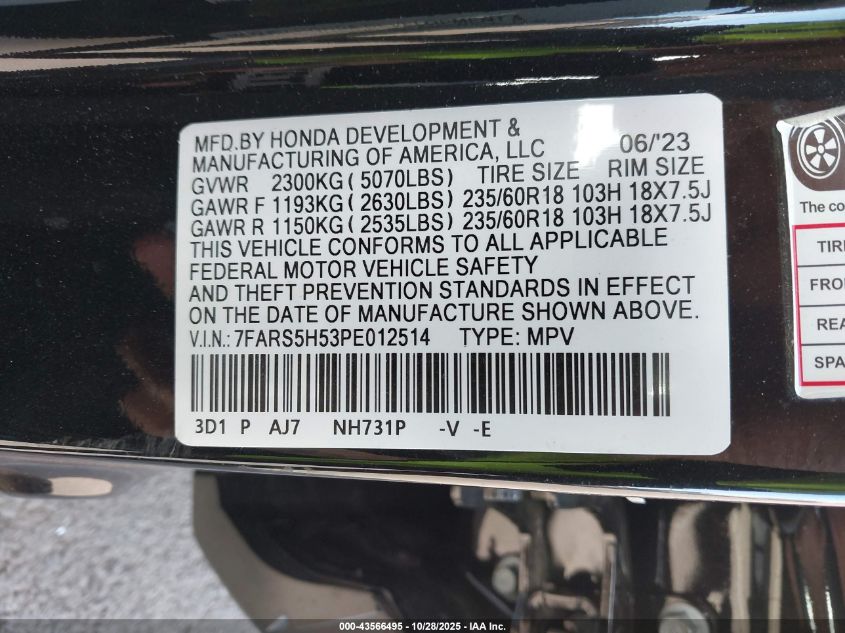 MFD.BY HONDA DEVELOPMENT &
MANUFACTURING OF AMERICA, LLC 06/'23
GVWR 2300KG ( 5070LBS) TIRE SIZE RIM SIZE
GAWR F 1193KG ( 2630LBS) 235/60R18 103H 18X7.5J
GAWR R 1150KG ( 2535LBS) 235/60R18 103H 18X7.5J
THIS VEHICLE CONFORMS TO ALL APPLICABLE
FEDERAL MOTOR VEHICLE SAFETY
AND THEFT PREVENTION STANDARDS IN EFFECT
ON THE DATE OF MANUFACTURE SHOWN ABOVE.
V.I.N.: 7FARS5H53PE012514 TYPE: MPV
3D1 P AJ7 NH731P -V -E
The co
TIRE
FRO
REA
SPA
000-43566495 - 10/28/2025 - IAA Inc.